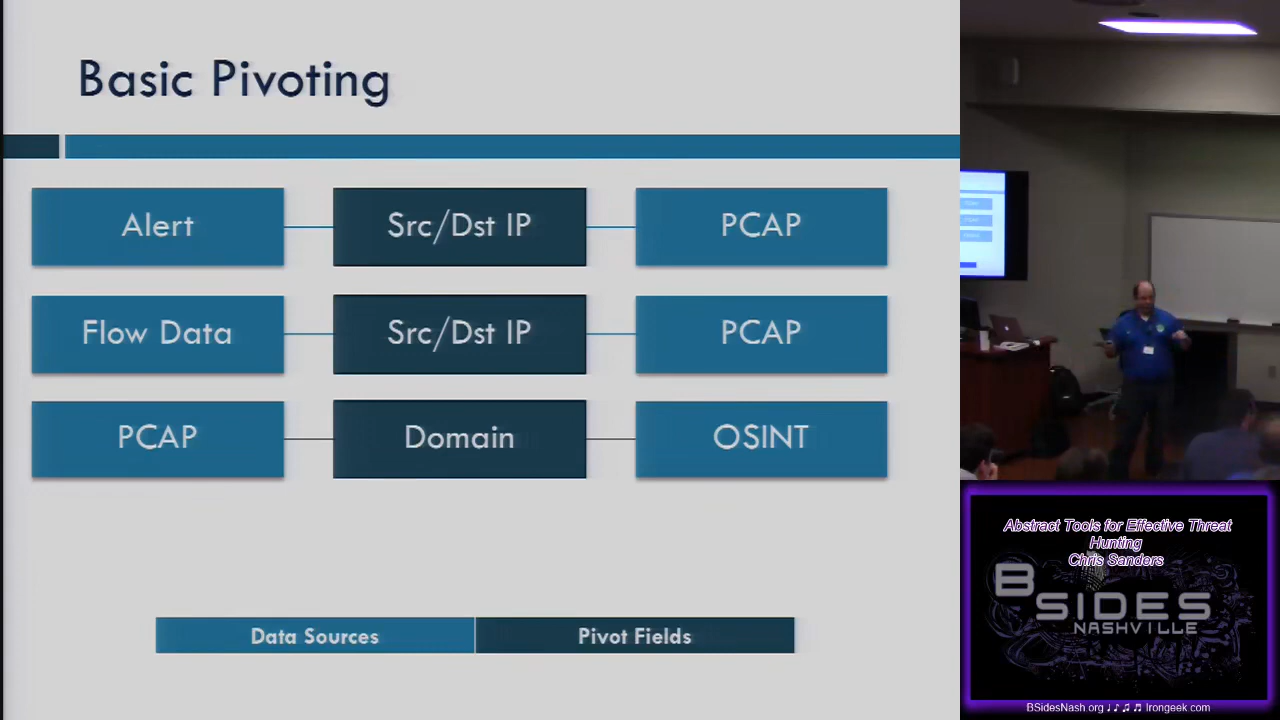 Basic Pivoting
Alert
Src/Dst IP
PCAP
Flow Data
Src/Dst IP
PCAP
PCAP
Domain
OSINT
Data Sources
Pivot Fields
Abstract Tools for Effective Threat
Hunting
Chris Sanders
BSIDES
NASHVILLE
BSidesNash.org ♩ ♪ ♫ ♬ Irongeek.com